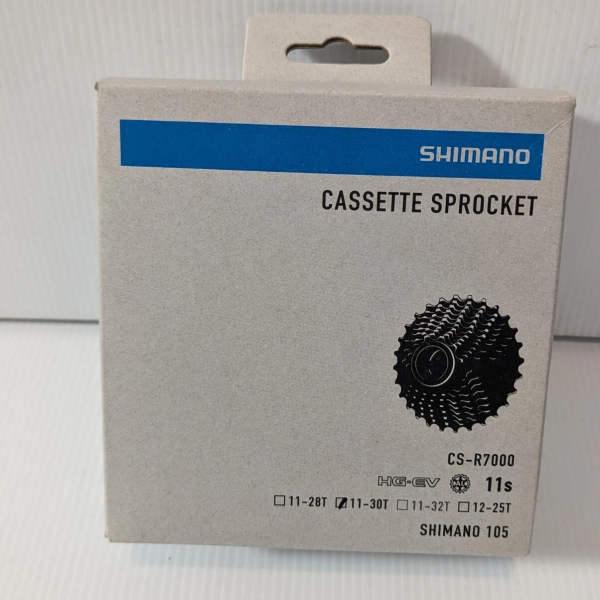 SHIMANO
CASSETTE SPROCKET
CS-R7000
HG-EV 11s
11-28T 11-30T 11-32T 12-25T
SHIMANO 105